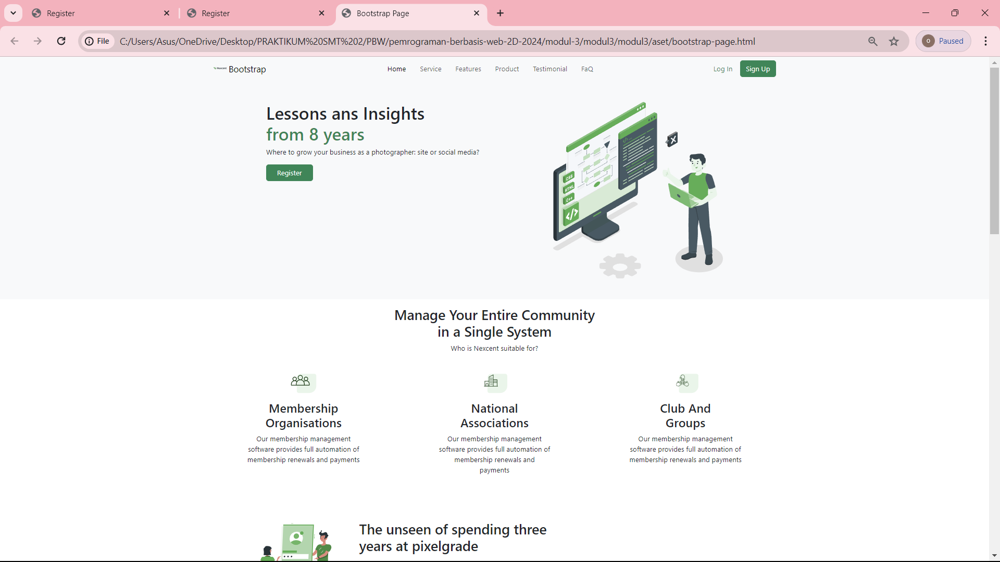 Register
Register
Bootstrap Page
File
C:/Users/Asus/OneDrive/Desktop/PRAKTIKUM%20SMT%202/PBW/pemrograman-berbasis-web-2D-2024/modul-3/modul3/modul3/aset/bootstrap-page.html
O
Paused
Nexcent Bootstrap
Home
Service
Features
Product
Testimonial
FaQ
Log In
Sign Up
Lessons ans Insights
from 8 years
Where to grow your business as a photographer: site or social media?
Register
CSS
HTML
C++
</>
</>...
X
Manage Your Entire Community
in a Single System
Who is Nexcent suitable for?
Membership
Organisations
Our membership management
software provides full automation of
membership renewals and payments
National
Associations
Our membership management
software provides full automation of
membership renewals and
payments
Club And
Groups
Our membership management
software provides full automation of
membership renewals and payments
The unseen of spending three
years at pixelgrade